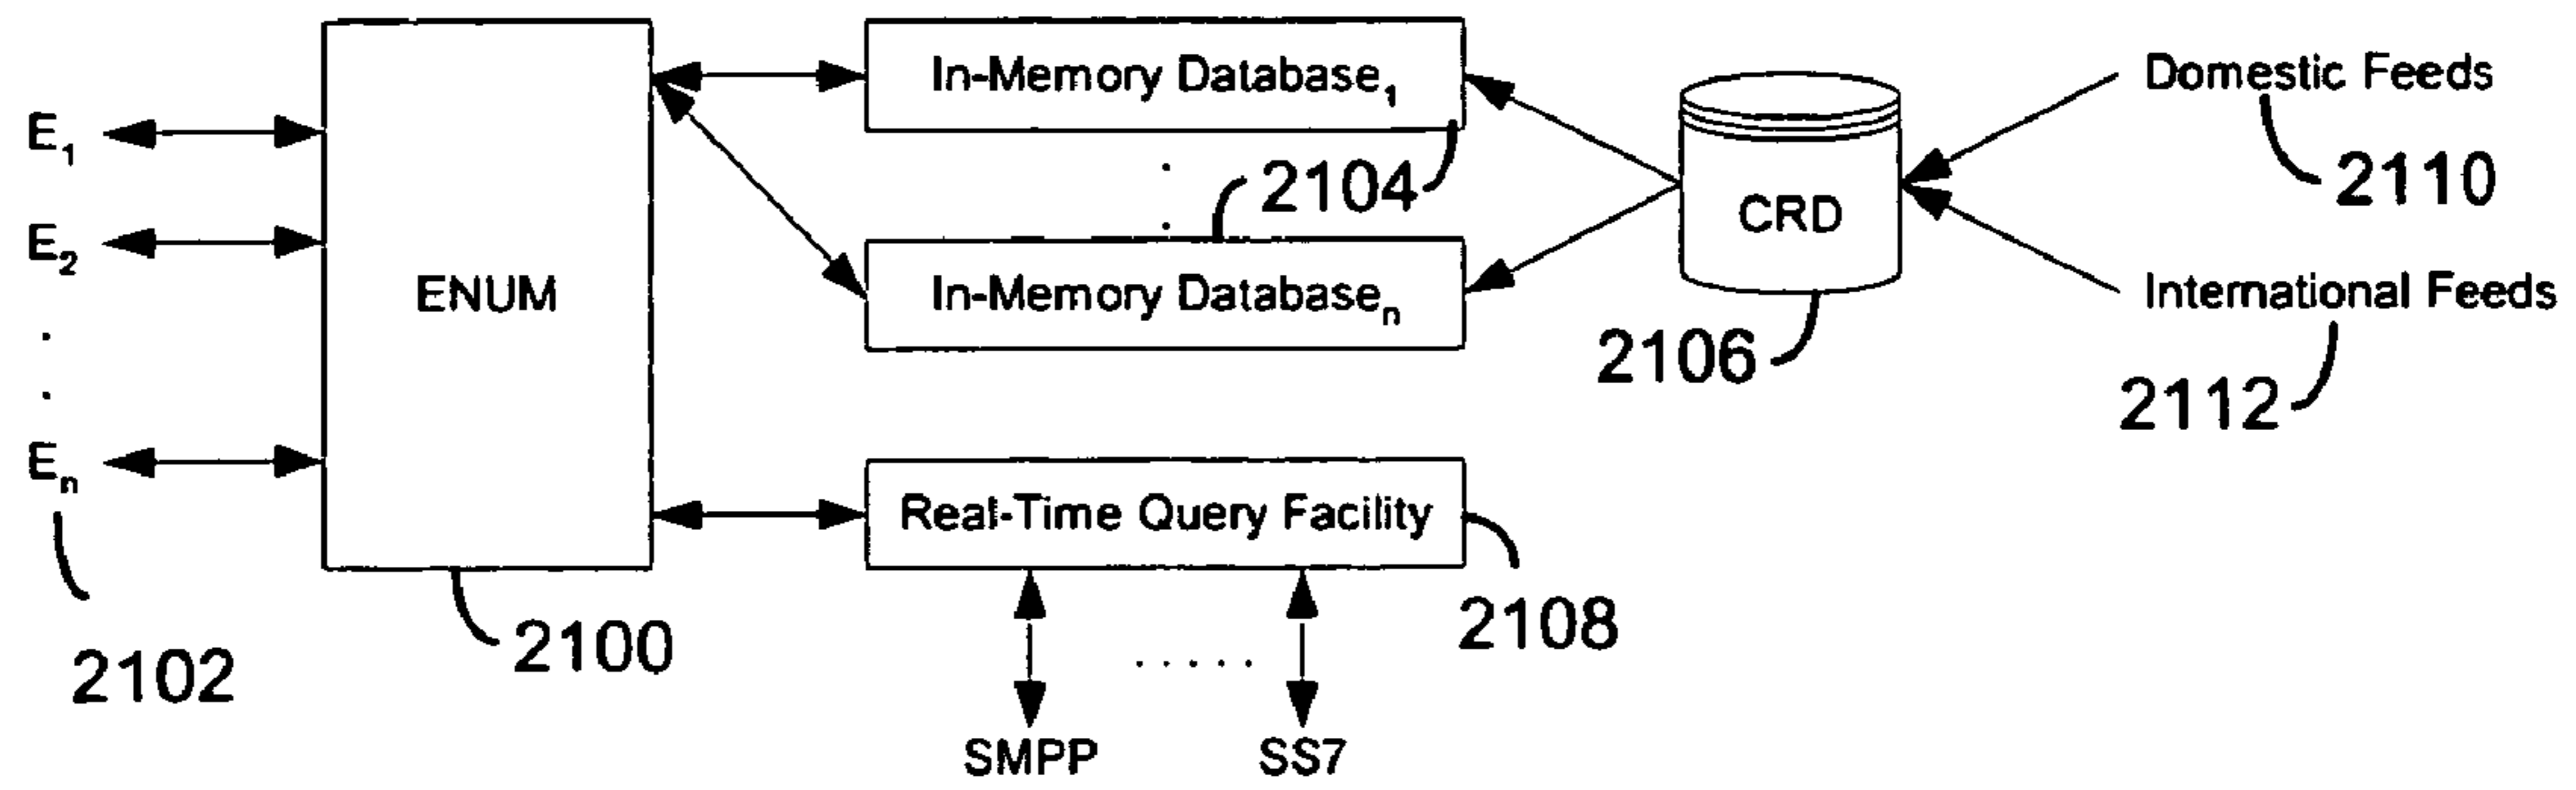 In-Memory Database1
Domestic Feeds
E1
2104
2110
CRD
E2
ENUM
In-Memory Databasen
International Feeds
2106
2112
En
Real-Time Query Facility
2108
2100
2102
SMPP
SS7